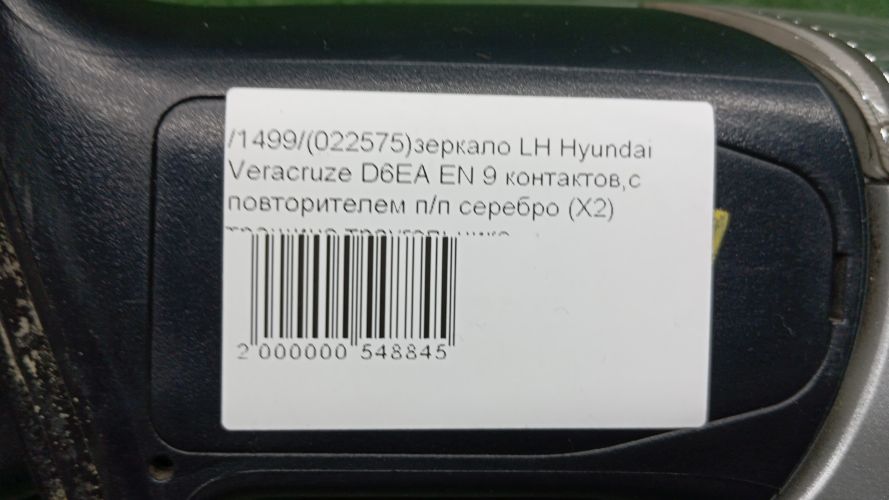 /1499/(022575)зеркало LH Hyundai
Veracruze D6EA EN 9 контактов,с
повторителем п/п серебро (X2)
2 000000 548845